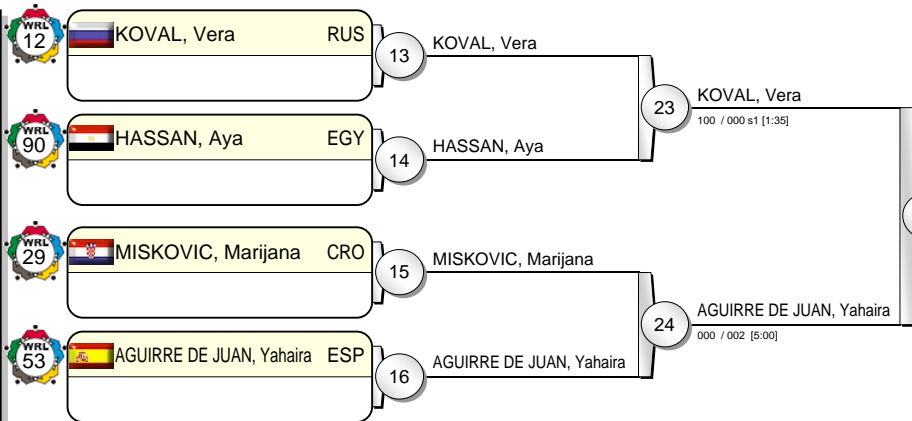 WRL
12
KOVAL, Vera RUS
13
KOVAL, Vera
23
KOVAL, Vera
100 / 000 s1 [1:35]
WRL
90
HASSAN, Aya EGY
14
HASSAN, Aya
WRL
29
MISKOVIC, Marijana CRO
15
MISKOVIC, Marijana
24
AGUIRRE DE JUAN, Yahaira
000 / 002 [5:00]
WRL
53
AGUIRRE DE JUAN, Yahaira ESP
16
AGUIRRE DE JUAN, Yahaira